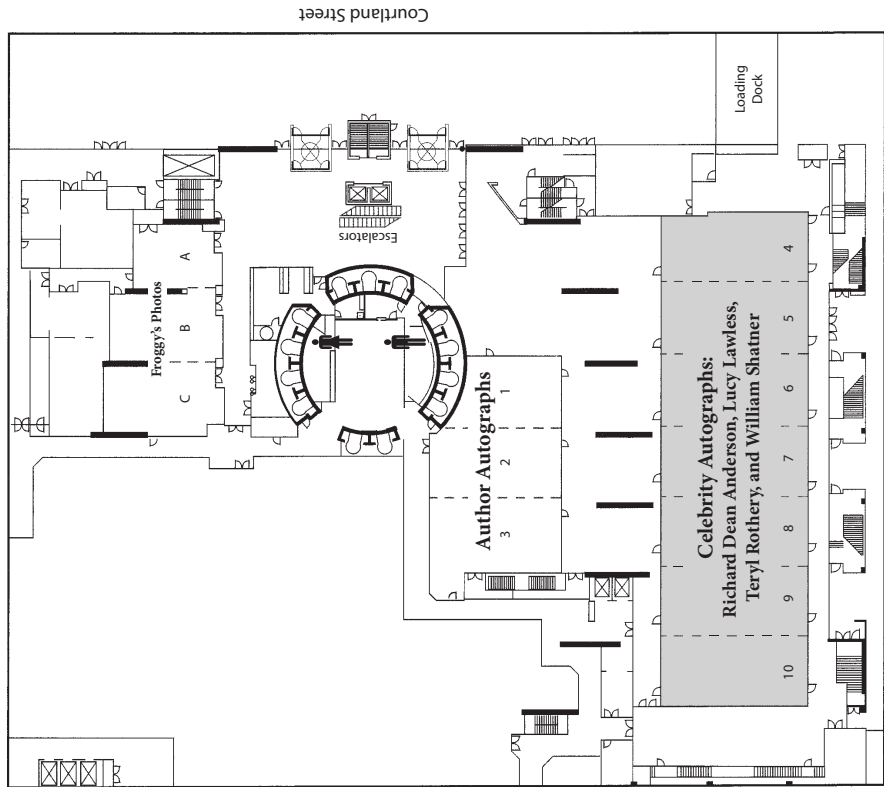 Courtland Street
Loading
Dock
Escalators
Froggy's Photos
A
B
C
Author Autographs
1
2
3
Celebrity Autographs:
Richard Dean Anderson, Lucy Lawless,
Teryl Rothery, and William Shatner
4
5
6
7
8
9
10